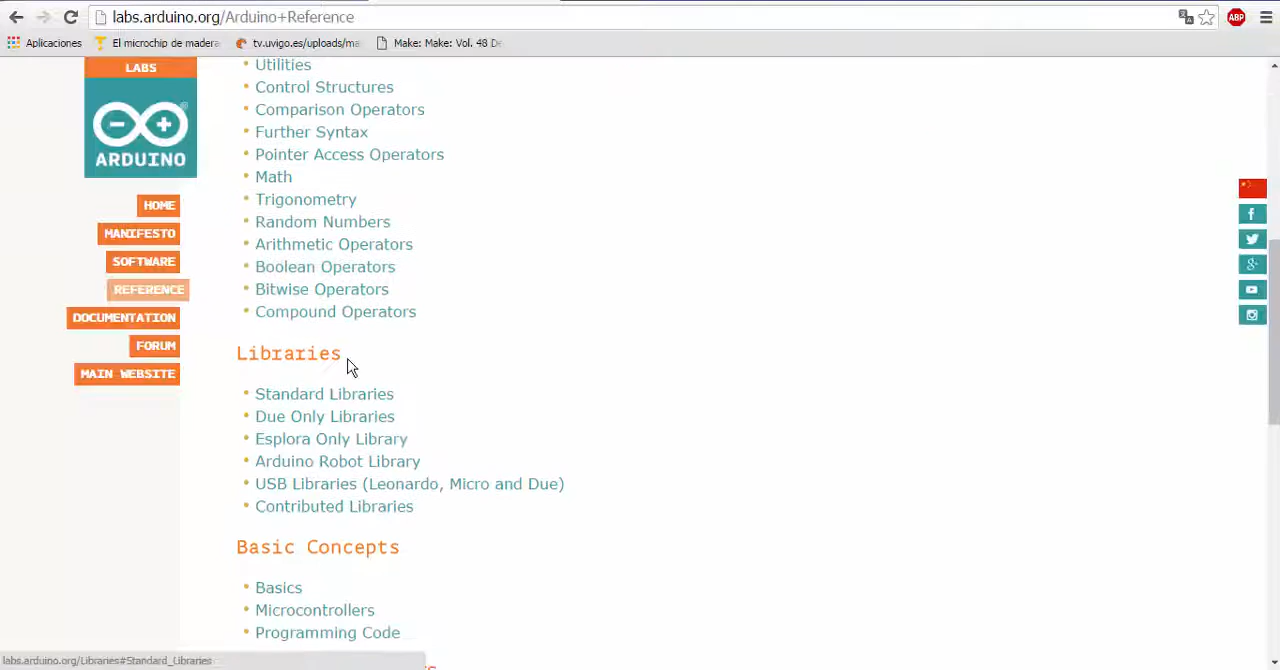 labs.arduino.org/Arduino+Reference
ABP
Aplicaciones
El microchip de madera
tv.uvigo.es/uploads/ma
Make: Make: Vol. 48 De
LABS
ARDUINO
HOME
MANIFESTO
SOFTWARE
REFERENCE
DOCUMENTATION
FORUM
MAIN WEBSITE
Utilities
Control Structures
Comparison Operators
Further Syntax
Pointer Access Operators
Math
Trigonometry
Random Numbers
Arithmetic Operators
Boolean Operators
Bitwise Operators
Compound Operators
Libraries
Standard Libraries
Due Only Libraries
Esplora Only Library
Arduino Robot Library
USB Libraries (Leonardo, Micro and Due)
Contributed Libraries
Basic Concepts
Basics
Microcontrollers
Programming Code
labs.arduino.org/Libraries#Standard_Libraries